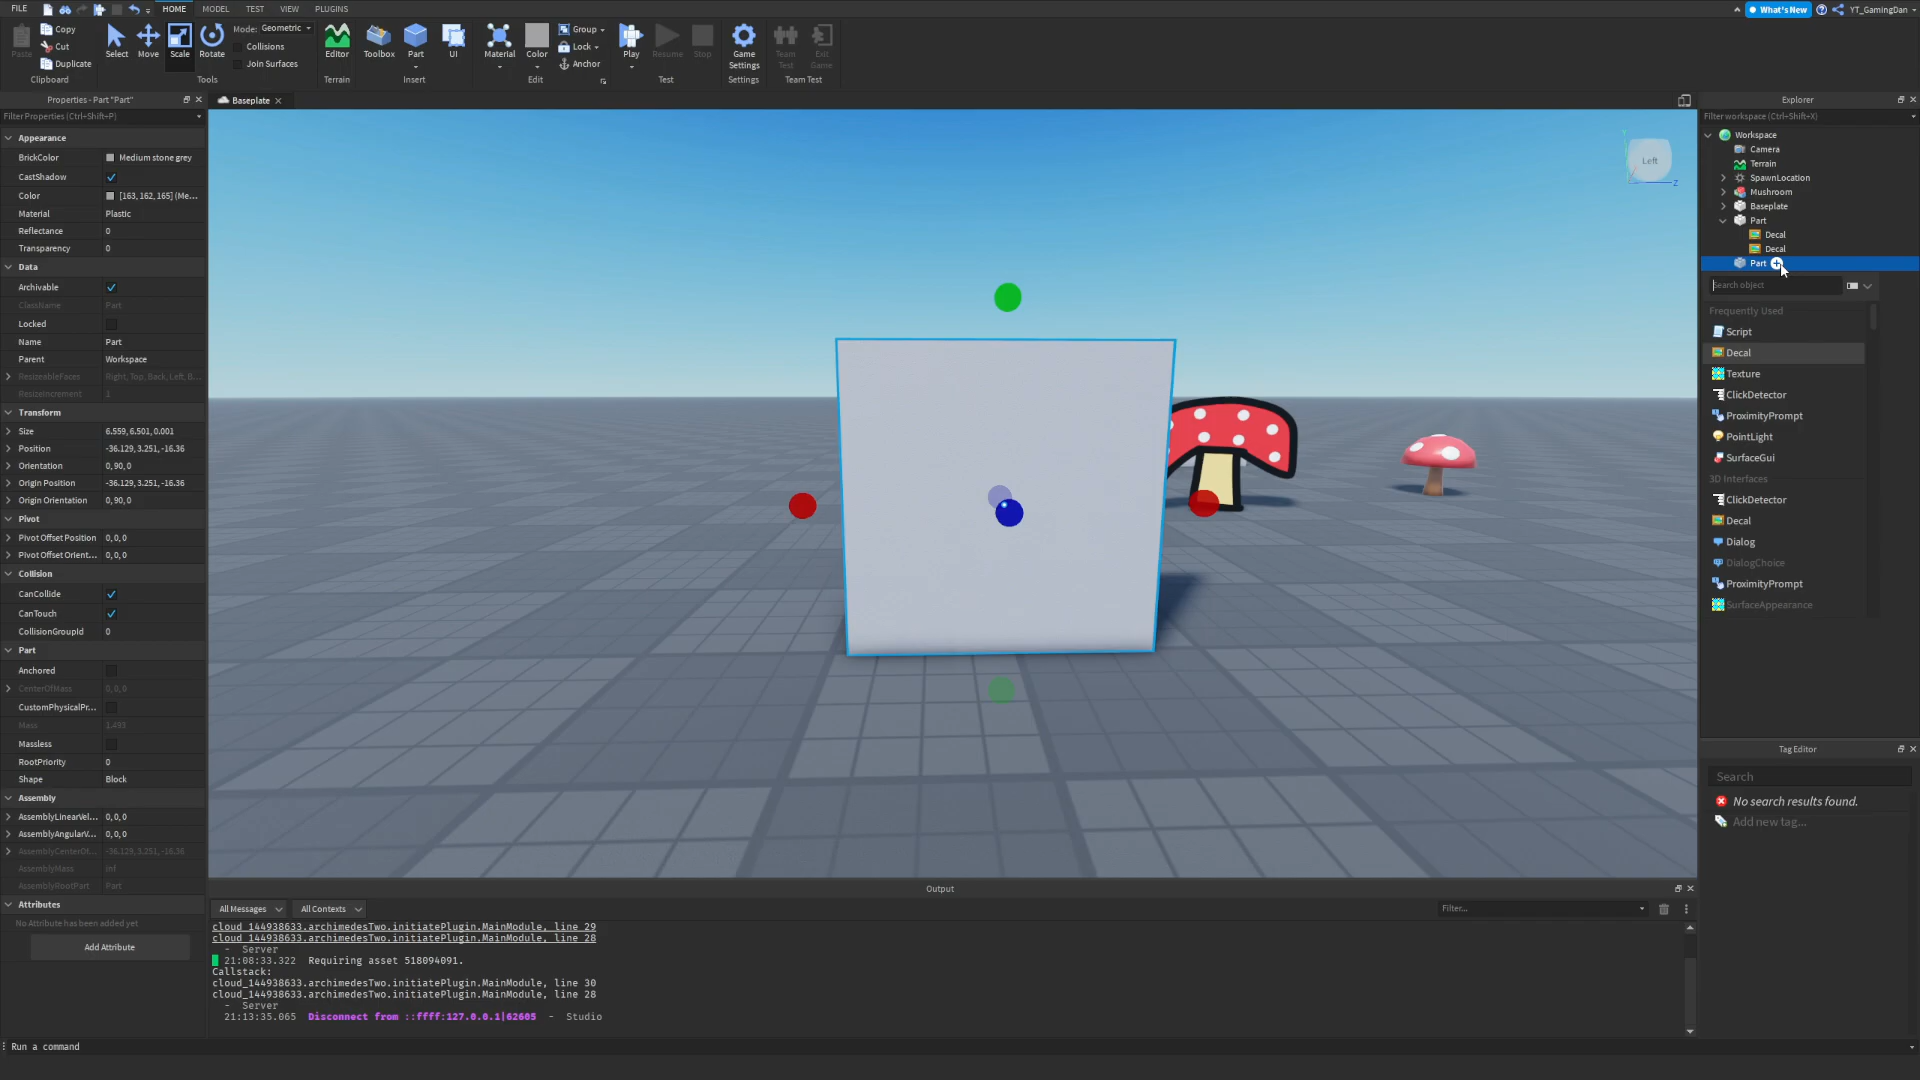 FILE HOME MODEL TEST VIEW PLUGINS
What's New YT_GamingDan
Paste Copy Cut Duplicate
Select Move Scale Rotate
Mode: Geometric
Collisions
Join Surfaces
Editor Toolbox Part UI Material Color
Group
Lock
Anchor
Play Resume Stop
Game Settings
Team Test
Exit Game
Clipboard Tools Terrain Insert Edit Test Settings Team Test
Properties - Part "Part"
Filter Properties (Ctrl+Shift+P)
Appearance
BrickColor Medium stone grey
CastShadow
Color [163, 162, 165] (Me...
Material Plastic
Reflectance 0
Transparency 0
Data
Archivable
ClassName Part
Locked
Name Part
Parent Workspace
ResizeableFaces Right, Top, Back, Left, B...
ResizeIncrement 1
Transform
Size 6.559, 6.501, 0.001
Position -36.129, 3.251, -16.36
Orientation 0, 90, 0
Origin Position -36.129, 3.251, -16.36
Origin Orientation 0, 90, 0
Pivot
Pivot Offset Position 0, 0, 0
Pivot Offset Orient... 0, 0, 0
Collision
CanCollide
CanTouch
CollisionGroupId 0
Part
Anchored
CenterOfMass 0, 0, 0
CustomPhysicalPr...
Mass 1.493
Massless
RootPriority 0
Shape Block
Assembly
AssemblyLinearVel... 0, 0, 0
AssemblyAngularV... 0, 0, 0
AssemblyCenterOf... -36.129, 3.251, -16.36
AssemblyMass inf
AssemblyRootPart Part
Attributes
No Attribute has been added yet
Add Attribute
Baseplate
Left
Y
Z
Output
All Messages All Contexts Filter...
cloud_144938633.archimedesTwo.initiatePlugin.MainModule, line 29
cloud_144938633.archimedesTwo.initiatePlugin.MainModule, line 28
- Server
21:08:33.322 Requiring asset 518094091.
Callstack:
cloud_144938633.archimedesTwo.initiatePlugin.MainModule, line 30
cloud_144938633.archimedesTwo.initiatePlugin.MainModule, line 28
- Server
21:13:35.065 Disconnect from ::ffff:127.0.0.1|62605 - Studio
Run a command
Explorer
Filter workspace (Ctrl+Shift+X)
Workspace
Camera
Terrain
SpawnLocation
Mushroom
Baseplate
Part
Decal
Decal
Part
Search object
Frequently Used
Script
Decal
Texture
ClickDetector
ProximityPrompt
PointLight
SurfaceGui
3D Interfaces
ClickDetector
Decal
Dialog
DialogChoice
ProximityPrompt
SurfaceAppearance
Tag Editor
Search
No search results found.
Add new tag...